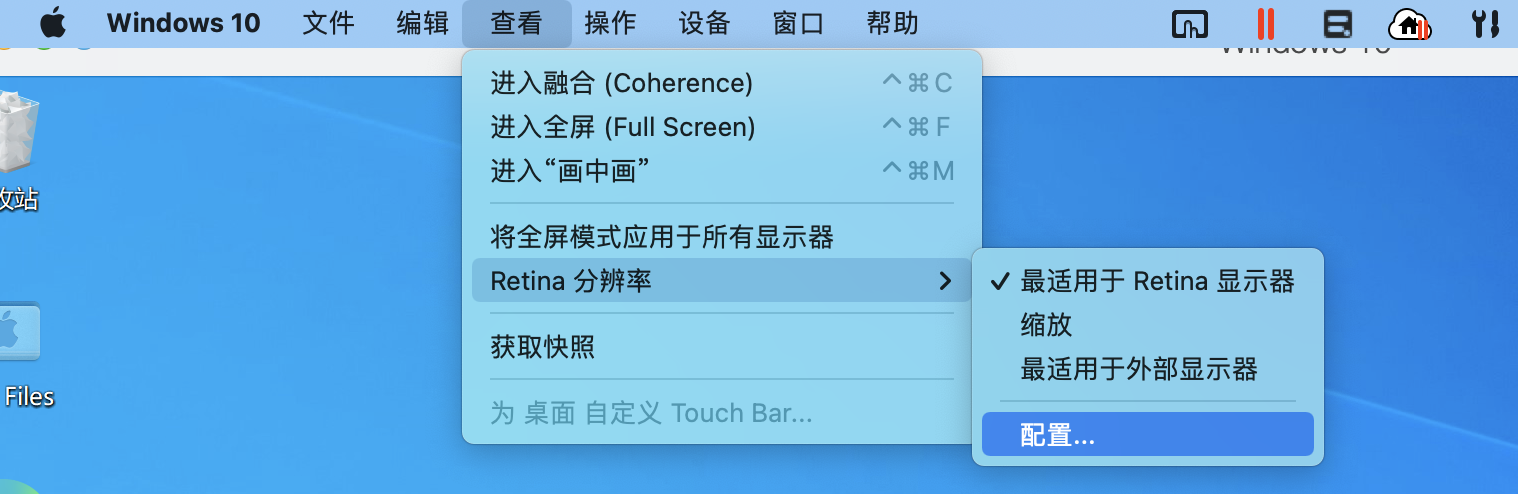 Windows 10 文件 编辑 查看 操作 设备 窗口 帮助
进入融合 (Coherence) ^⌘C
进入全屏 (Full Screen) ^⌘F
进入“画中画” ^⌘M
将全屏模式应用于所有显示器
Retina 分辨率
获取快照
为 桌面 自定义 Touch Bar...
✓ 最适用于 Retina 显示器
缩放
最适用于外部显示器
配置...
收站
Files